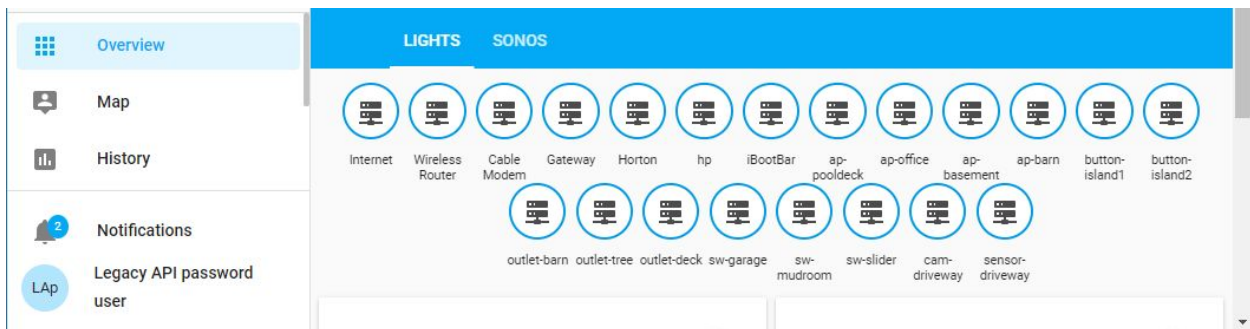 Overview
Map
History
2
Notifications
LAp
Legacy API password
user
LIGHTS SONOS
Internet
Wireless
Router
Cable
Modem
Gateway
Horton
hp
iBootBar
ap-
pooldeck
ap-office
ap-
basement
ap-barn
button-
island1
button-
island2
outlet-barn
outlet-tree
outlet-deck
sw-garage
sw-
mudroom
sw-slider
cam-
driveway
sensor-
driveway